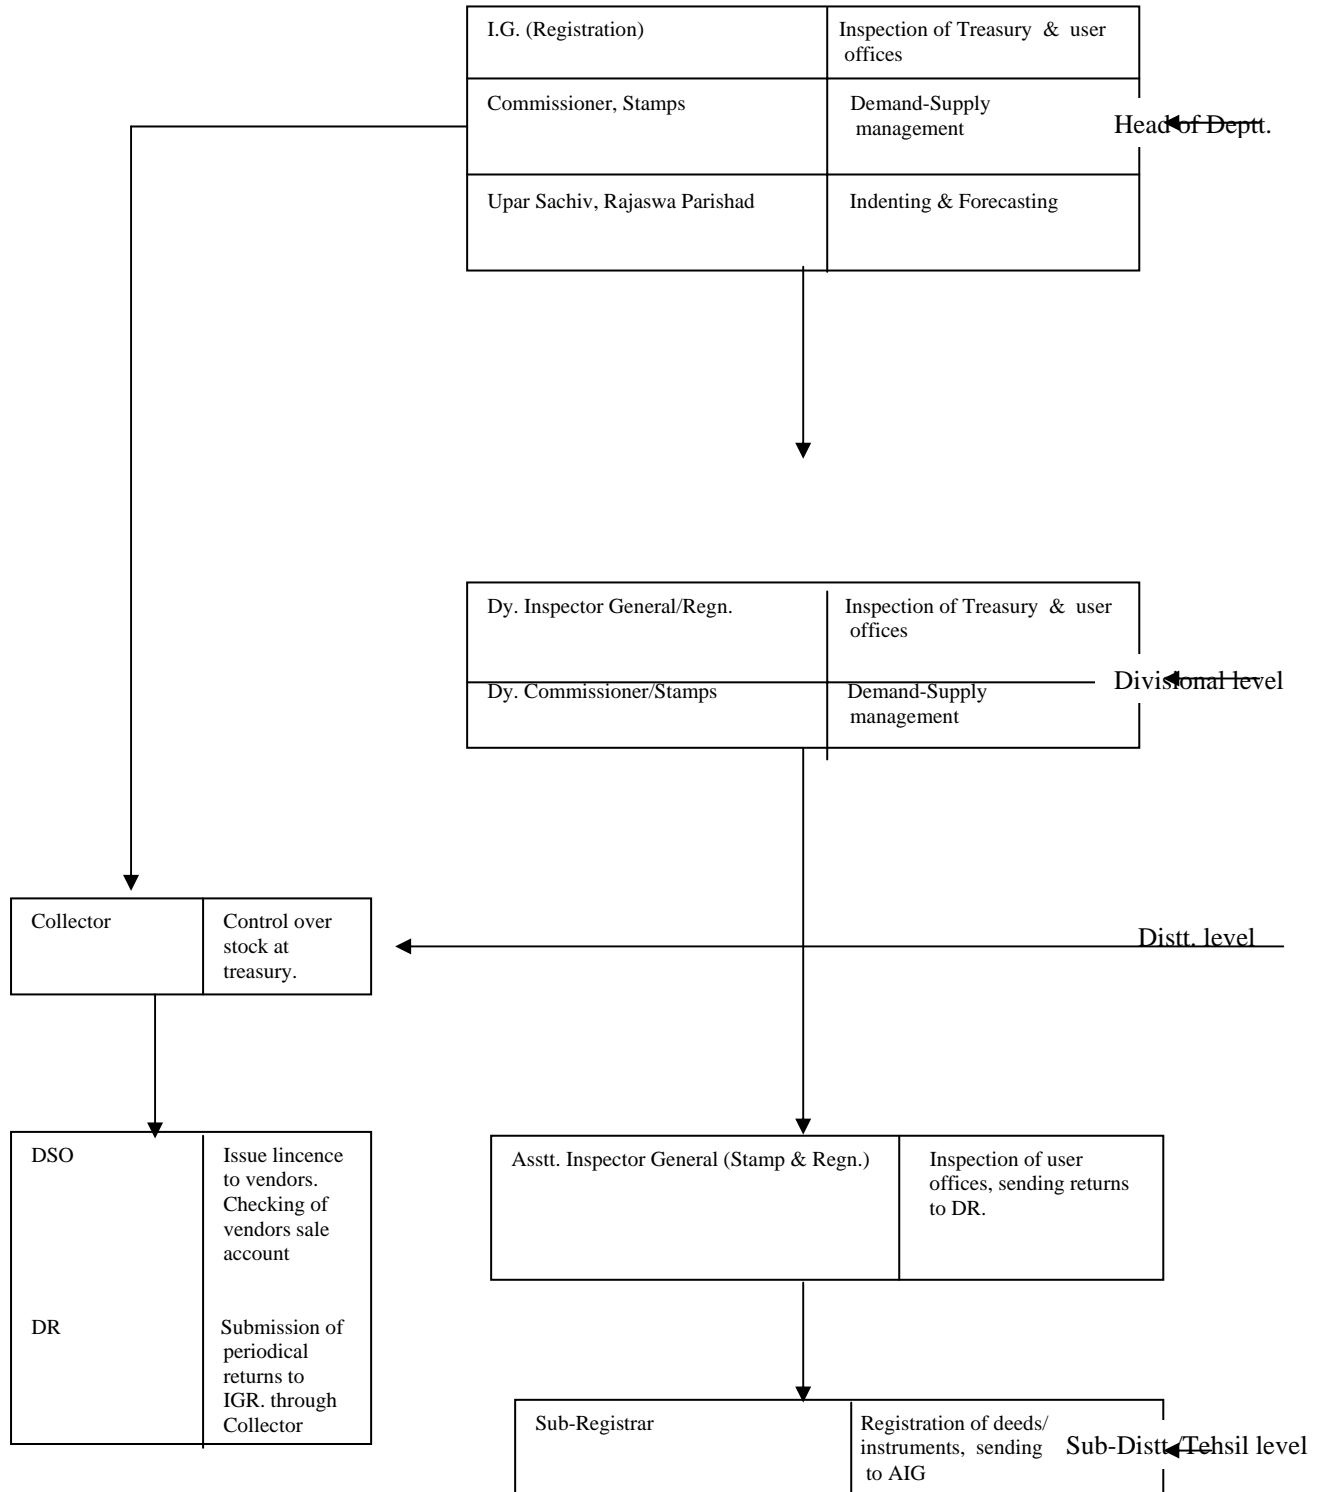 I.G. (Registration)
Inspection of Treasury & user
offices
Commissioner, Stamps
Demand-Supply
management
Head of Deptt.
Upar Sachiv, Rajaswa Parishad
Indenting & Forecasting
Dy. Inspector General/Regn.
Inspection of Treasury & user
offices
Divisional level
Dy. Commissioner/Stamps
Demand-Supply
management
Collector
Control over
stock at
treasury.
Distt. level
DSO
Issue lincence
to vendors.
Checking of
vendors sale
account
DR
Submission of
periodical
returns to
IGR. through
Collector
Asstt. Inspector General (Stamp & Regn.)
Inspection of user
offices, sending returns
to DR.
Sub-Registrar
Registration of deeds/
instruments, sending
to AIG
Sub-Distt./Tehsil level